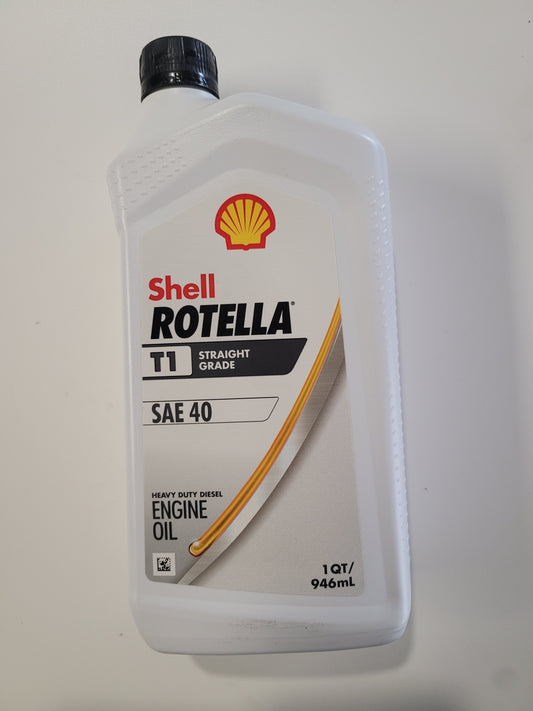 Shell
ROTELLA®
T1 STRAIGHT
GRADE
SAE 40
HEAVY DUTY DIESEL
ENGINE
OIL
1 QT/
946mL